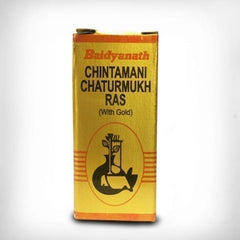 Baidyanath
CHINTAMANI
CHATURMUKH
RAS
(With Gold)